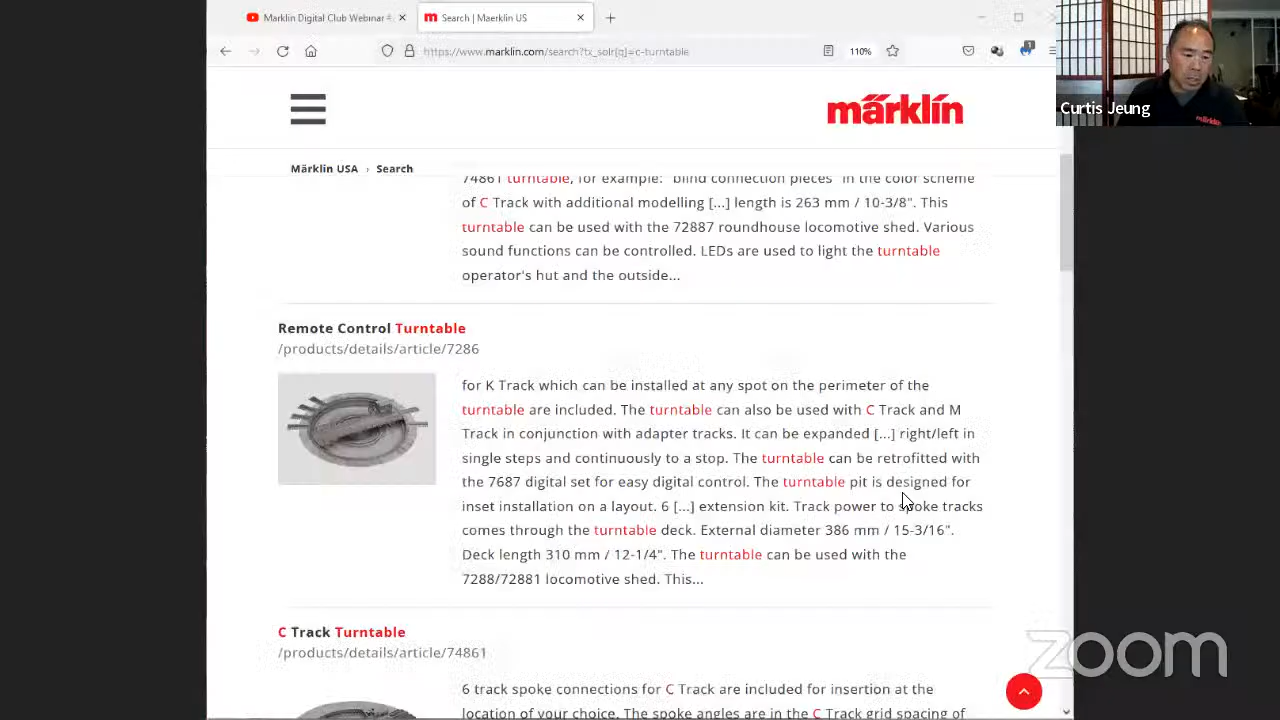 Marklin Digital Club Webinar #
Search | Maerklin US
https://www.marklin.com/search?tx_solr[q]=c-turntable
110%
1
märklin
Curtis Jeung
Märklin USA › Search
74861 turntable, for example: "blind connection pieces" in the color scheme
of C Track with additional modelling [...] length is 263 mm / 10-3/8". This
turntable can be used with the 72887 roundhouse locomotive shed. Various
sound functions can be controlled. LEDs are used to light the turntable
operator's hut and the outside...
Remote Control Turntable
/products/details/article/7286
for K Track which can be installed at any spot on the perimeter of the
turntable are included. The turntable can also be used with C Track and M
Track in conjunction with adapter tracks. It can be expanded [...] right/left in
single steps and continuously to a stop. The turntable can be retrofitted with
the 7687 digital set for easy digital control. The turntable pit is designed for
inset installation on a layout. 6 [...] extension kit. Track power to spoke tracks
comes through the turntable deck. External diameter 386 mm / 15-3/16".
Deck length 310 mm / 12-1/4". The turntable can be used with the
7288/72881 locomotive shed. This...
C Track Turntable
/products/details/article/74861
6 track spoke connections for C Track are included for insertion at the
location of your choice. The spoke angles are in the C Track grid spacing of
zoom